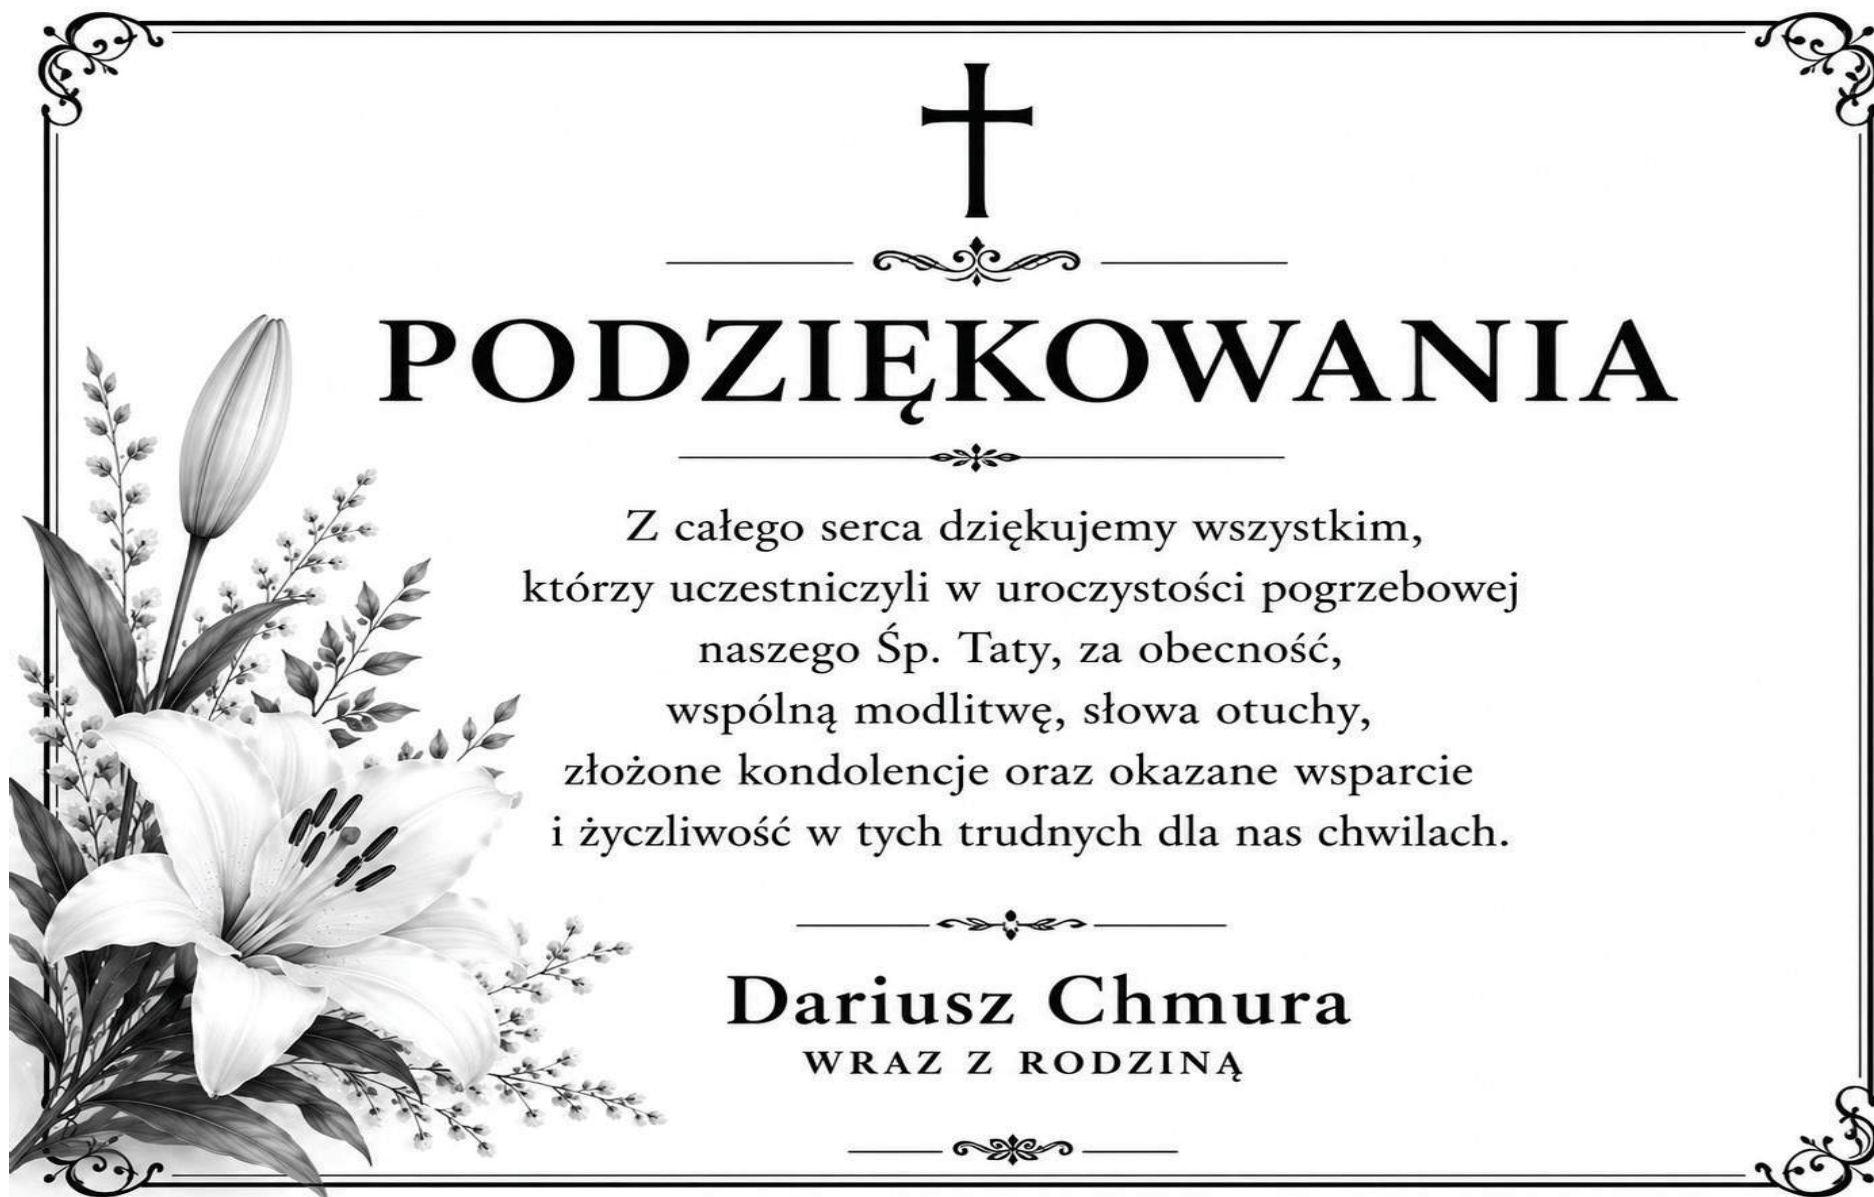 PODZIĘKOWANIA
Z całego serca dziękujemy wszystkim,
którzy uczestniczyli w uroczystości pogrzebowej
naszego Śp. Taty, za obecność,
wspólną modlitwę, słowa otuchy,
złożone kondolencje oraz okazane wsparcie
i życzliwość w tych trudnych dla nas chwilach.
Dariusz Chmura
WRAZ Z RODZINĄ